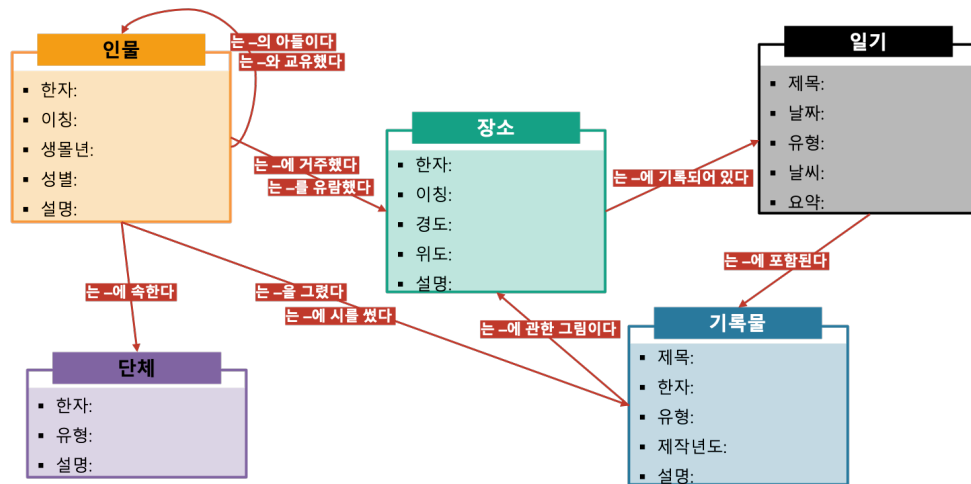 인물
▪ 한자:
▪ 이칭:
▪ 생몰년:
▪ 성별:
▪ 설명:
는 –의 아들이다
는 –와 교유했다
일기
▪ 제목:
▪ 날짜:
▪ 유형:
▪ 날씨:
▪ 요약:
장소
▪ 한자:
▪ 이칭:
▪ 경도:
▪ 위도:
▪ 설명:
는 –에 거주했다
는 –를 유람했다
는 –에 기록되어 있다
는 –에 포함된다
는 –에 속한다
는 –을 그렸다
는 –에 시를 썼다
는 –에 관한 그림이다
단체
▪ 한자:
▪ 유형:
▪ 설명:
기록물
▪ 제목:
▪ 한자:
▪ 유형:
▪ 제작년도:
▪ 설명: